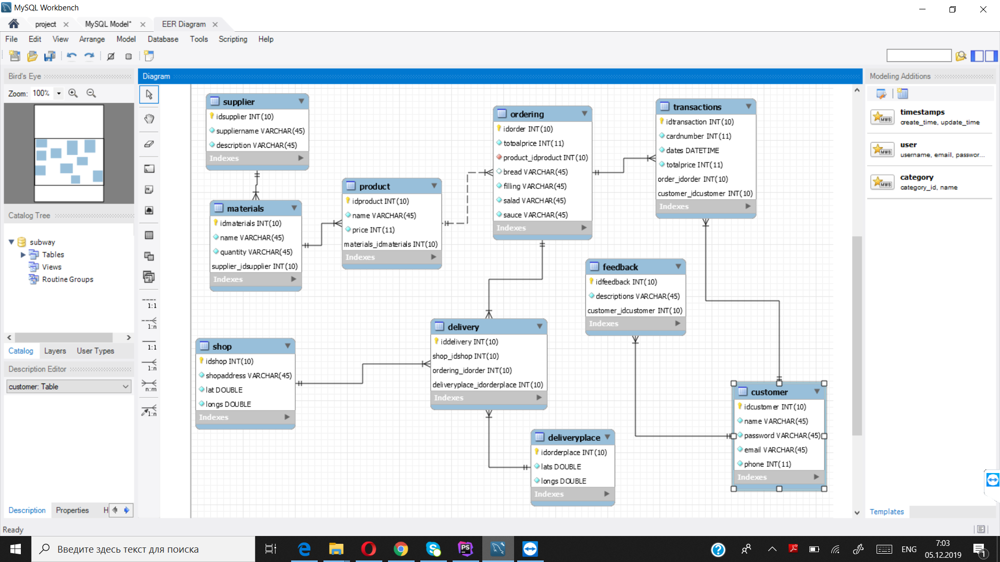 MySQL Workbench
project
MySQL Model*
EER Diagram
File Edit View Arrange Model Database Tools Scripting Help
Bird's Eye
Zoom: 100%
Catalog Tree
subway
Tables
Views
Routine Groups
Catalog Layers User Types
Description Editor
customer: Table
Description Properties H
Ready
Diagram
1:1
1:n
1:1
1:n
n:m
1:n
supplier
idsupplier INT(10)
suppliername VARCHAR(45)
description VARCHAR(45)
Indexes
materials
idmaterials INT(10)
name VARCHAR(45)
quantity VARCHAR(45)
supplier_idsupplier INT(10)
Indexes
product
idproduct INT(10)
name VARCHAR(45)
price INT(11)
materials_idmaterials INT(10)
Indexes
ordering
idorder INT(10)
totoalprice INT(11)
product_idproduct INT(10)
bread VARCHAR(45)
filling VARCHAR(45)
salad VARCHAR(45)
sauce VARCHAR(45)
Indexes
transactions
idtransaction INT(10)
cardnumber INT(11)
dates DATETIME
totalprice INT(11)
order_idorder INT(10)
customer_idcustomer INT(10)
Indexes
feedback
idfeedback INT(10)
descriptions VARCHAR(45)
customer_idcustomer INT(10)
Indexes
shop
idshop INT(10)
shopaddress VARCHAR(45)
lat DOUBLE
longs DOUBLE
Indexes
delivery
iddelivery INT(10)
shop_idshop INT(10)
ordering_idorder INT(10)
deliveryplace_idorderplace INT(10)
Indexes
deliveryplace
idorderplace INT(10)
lats DOUBLE
longs DOUBLE
Indexes
customer
idcustomer INT(10)
name VARCHAR(45)
password VARCHAR(45)
email VARCHAR(45)
phone INT(11)
Indexes
Modeling Additions
MWB
timestamps
create_time, update_time
MWB
user
username, email, passwor...
MWB
category
category_id, name
Templates
Введите здесь текст для поиска
PS
ENG
7:03
05.12.2019
1